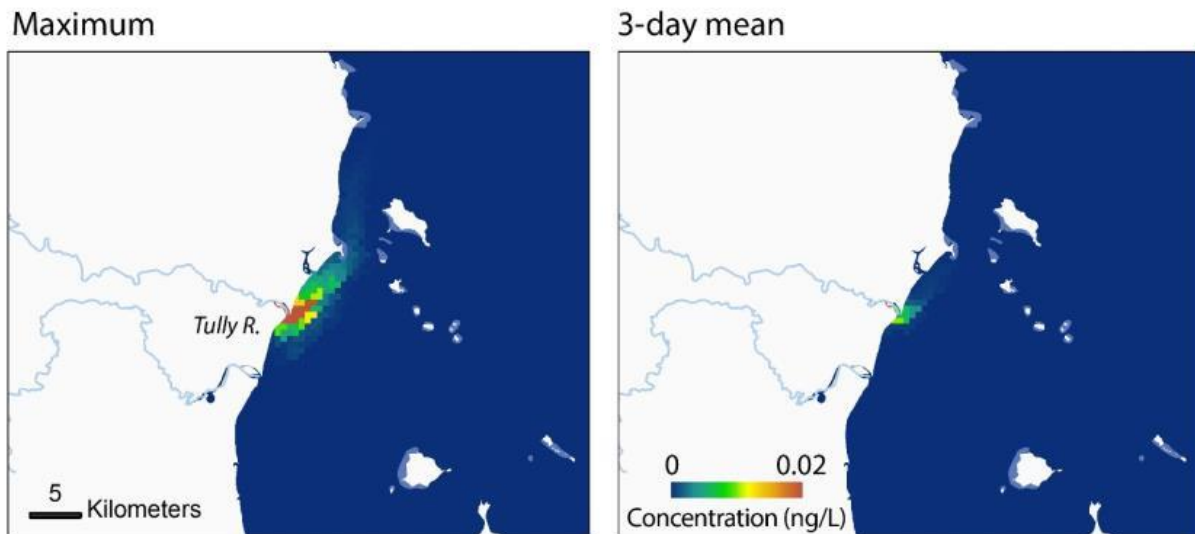 Maximum
3-day mean
Tully R.
5
Kilometers
0 0.02
Concentration (ng/L)